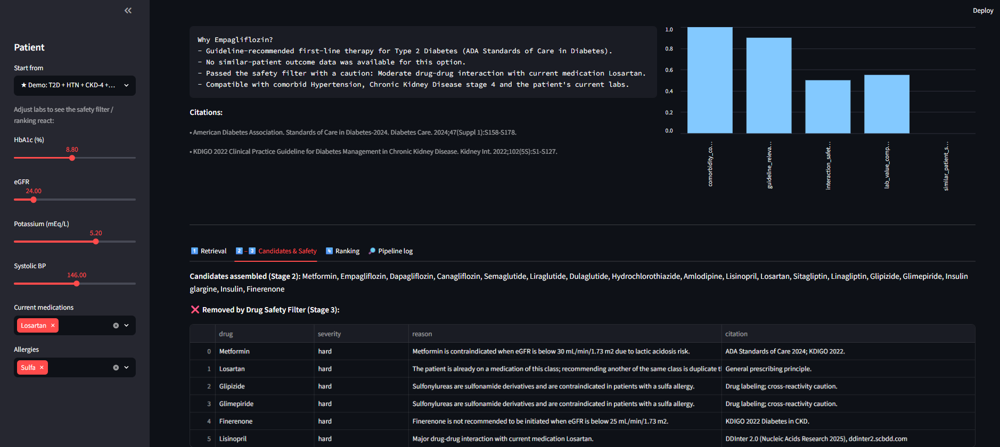 Deploy
Patient
Start from
★ Demo: T2D + HTN + CKD-4 +...
Adjust labs to see the safety filter /
ranking react:
HbA1c (%)
8.80
eGFR
24.00
Potassium (mEq/L)
5.20
Systolic BP
146.00
Current medications
Losartan ×
Allergies
Sulfa ×
Why Empagliflozin?
- Guideline-recommended first-line therapy for Type 2 Diabetes (ADA Standards of Care in Diabetes).
- No similar-patient outcome data was available for this option.
- Passed the safety filter with a caution: Moderate drug-drug interaction with current medication Losartan.
- Compatible with comorbid Hypertension, Chronic Kidney Disease stage 4 and the patient's current labs.
Citations:
• American Diabetes Association. Standards of Care in Diabetes-2024. Diabetes Care. 2024;47(Suppl 1):S158-S178.
• KDIGO 2022 Clinical Practice Guideline for Diabetes Management in Chronic Kidney Disease. Kidney Int. 2022;102(5S):S1-S127.
1.0
0.8
0.6
0.4
0.2
0.0
comorbidity_co...
guideline_releva...
interaction_safet...
lab_value_comp...
similar_patient_s...
1 Retrieval 2 – 3 Candidates & Safety 4 Ranking Pipeline log
Candidates assembled (Stage 2): Metformin, Empagliflozin, Dapagliflozin, Canagliflozin, Semaglutide, Liraglutide, Dulaglutide, Hydrochlorothiazide, Amlodipine, Lisinopril, Losartan, Sitagliptin, Linagliptin, Glipizide, Glimepiride, Insulin
glargine, Insulin, Finerenone
❌ Removed by Drug Safety Filter (Stage 3):
drug severity reason citation
0 Metformin hard Metformin is contraindicated when eGFR is below 30 mL/min/1.73 m2 due to lactic acidosis risk. ADA Standards of Care 2024; KDIGO 2022.
1 Losartan hard The patient is already on a medication of this class; recommending another of the same class is duplicate t General prescribing principle.
2 Glipizide hard Sulfonylureas are sulfonamide derivatives and are contraindicated in patients with a sulfa allergy. Drug labeling; cross-reactivity caution.
3 Glimepiride hard Sulfonylureas are sulfonamide derivatives and are contraindicated in patients with a sulfa allergy. Drug labeling; cross-reactivity caution.
4 Finerenone hard Finerenone is not recommended to be initiated when eGFR is below 25 mL/min/1.73 m2. KDIGO 2022 Diabetes in CKD.
5 Lisinopril hard Major drug-drug interaction with current medication Losartan. DDInter 2.0 (Nucleic Acids Research 2025), ddinter2.scbdd.com